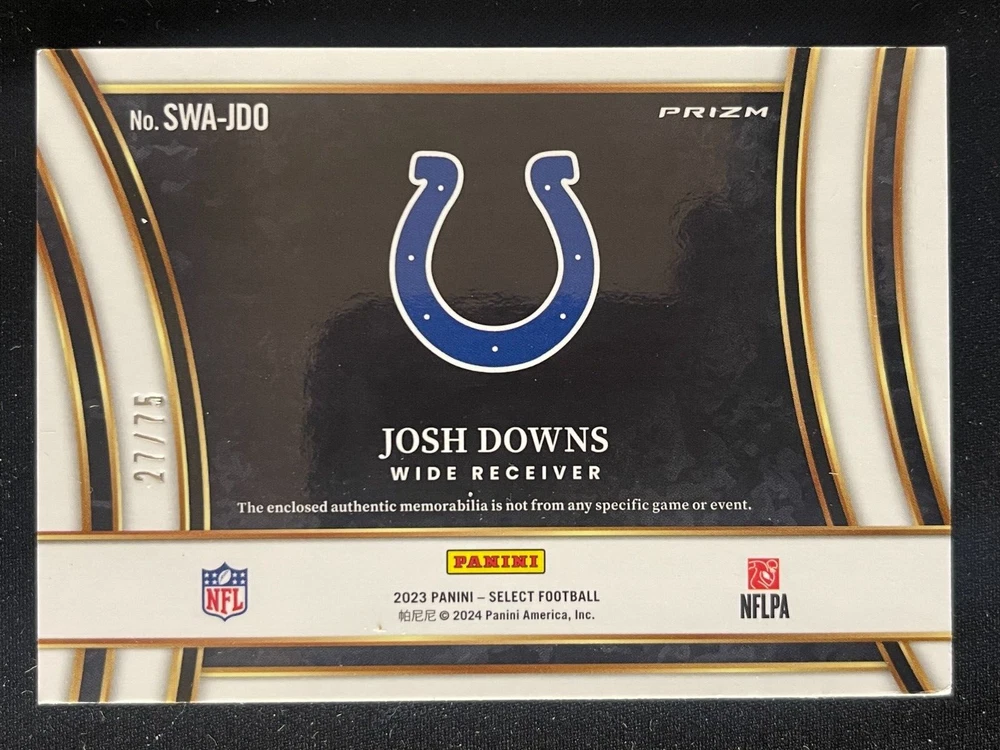 No. SWA-JDO
PRIZM
27/75
JOSH DOWNS
WIDE RECEIVER
The enclosed authentic memorabilia is not from any specific game or event.
NFL
PANINI
2023 PANINI – SELECT FOOTBALL
帕尼尼 © 2024 Panini America, Inc.
NFLPA